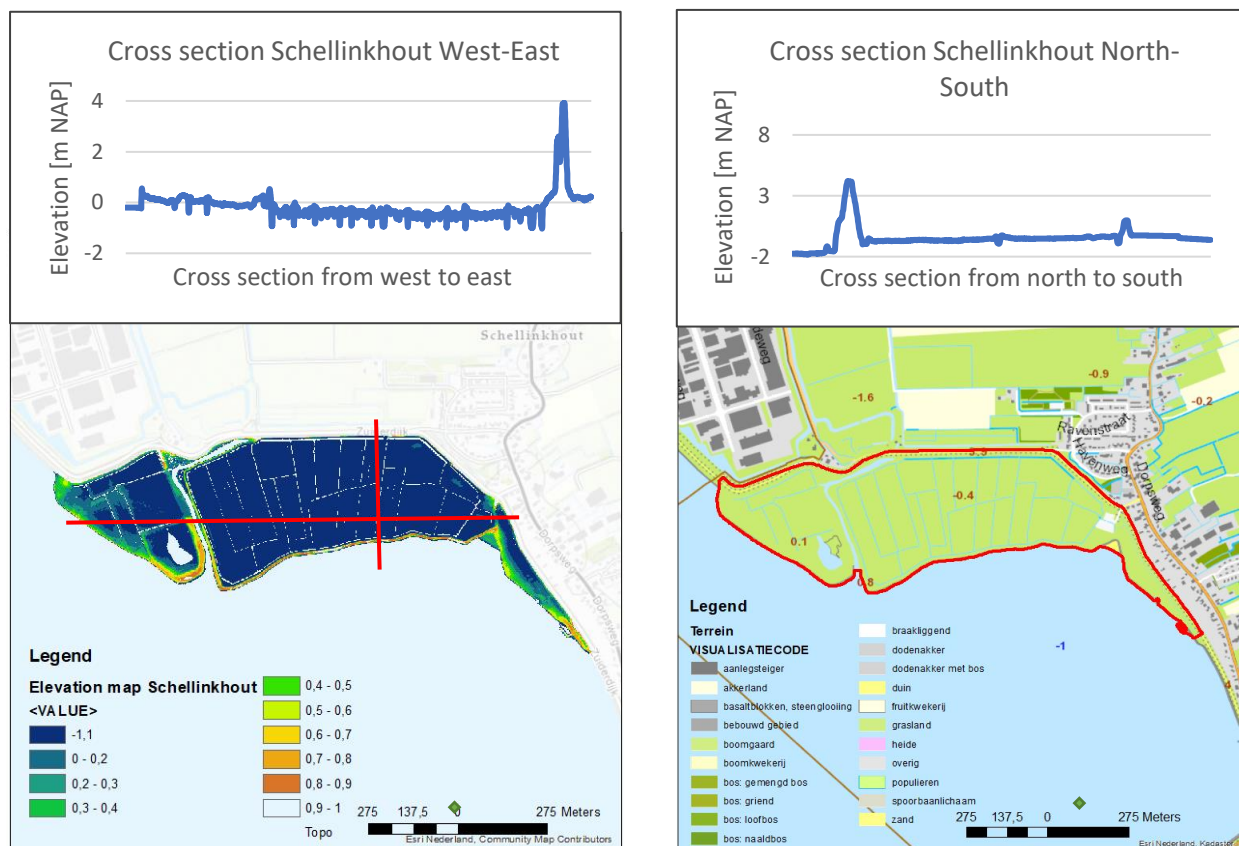 Cross section Schellinkhout West-East
Elevation [m NAP]
4
2
0
-2
Cross section from west to east
Cross section Schellinkhout North-
South
Elevation [m NAP]
8
3
-2
Cross section from north to south
Schellinkhout
Zuiderdijk
Dorpsweg
Dorpsweg
Zuiderdijk
Legend
Elevation map Schellinkhout
<VALUE>
-1,1
0 - 0,2
0,2 - 0,3
0,3 - 0,4
0,4 - 0,5
0,5 - 0,6
0,6 - 0,7
0,7 - 0,8
0,8 - 0,9
0,9 - 1
Topo
275 137,5 0 275 Meters
Esri Nederland, Community Map Contributors
deweg
-0.9
-1.6
-0,2
Ravenstraat
Havenweg
Dorpsweg
-0.4
0.1
0.8
-1
Legend
Terrein
VISUALISATIECODE
aanlegsteiger
akkerland
basaltblokken, steenglooiing
bebouwd gebied
boomgaard
boomkwekerij
bos: gemengd bos
bos: griend
bos: loofbos
bos: naaldbos
braakliggend
dodenakker
dodenakker met bos
duin
fruitkwekerij
grasland
heide
overig
populieren
spoorbaanlichaam
zand
275 137,5 0 275 Meters
Esri Nederland, Kadaster